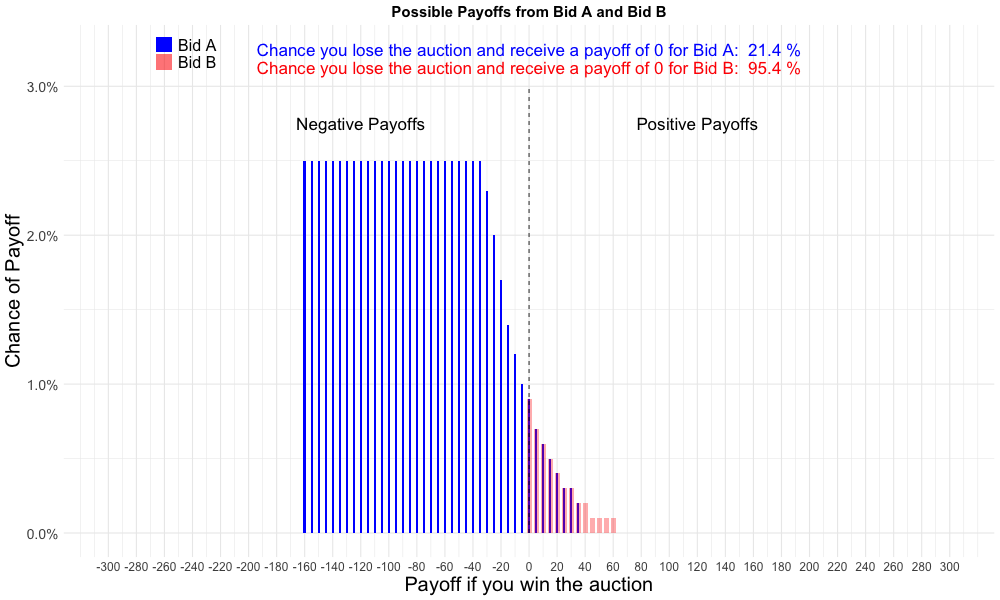 Possible Payoffs from Bid A and Bid B
Bid A
Bid B
Chance you lose the auction and receive a payoff of 0 for Bid A: 21.4 %
Chance you lose the auction and receive a payoff of 0 for Bid B: 95.4 %
Negative Payoffs
Positive Payoffs
Chance of Payoff
3.0%
2.0%
1.0%
0.0%
-300 -280 -260 -240 -220 -200 -180 -160 -140 -120 -100 -80 -60 -40 -20 0 20 40 60 80 100 120 140 160 180 200 220 240 260 280 300
Payoff if you win the auction